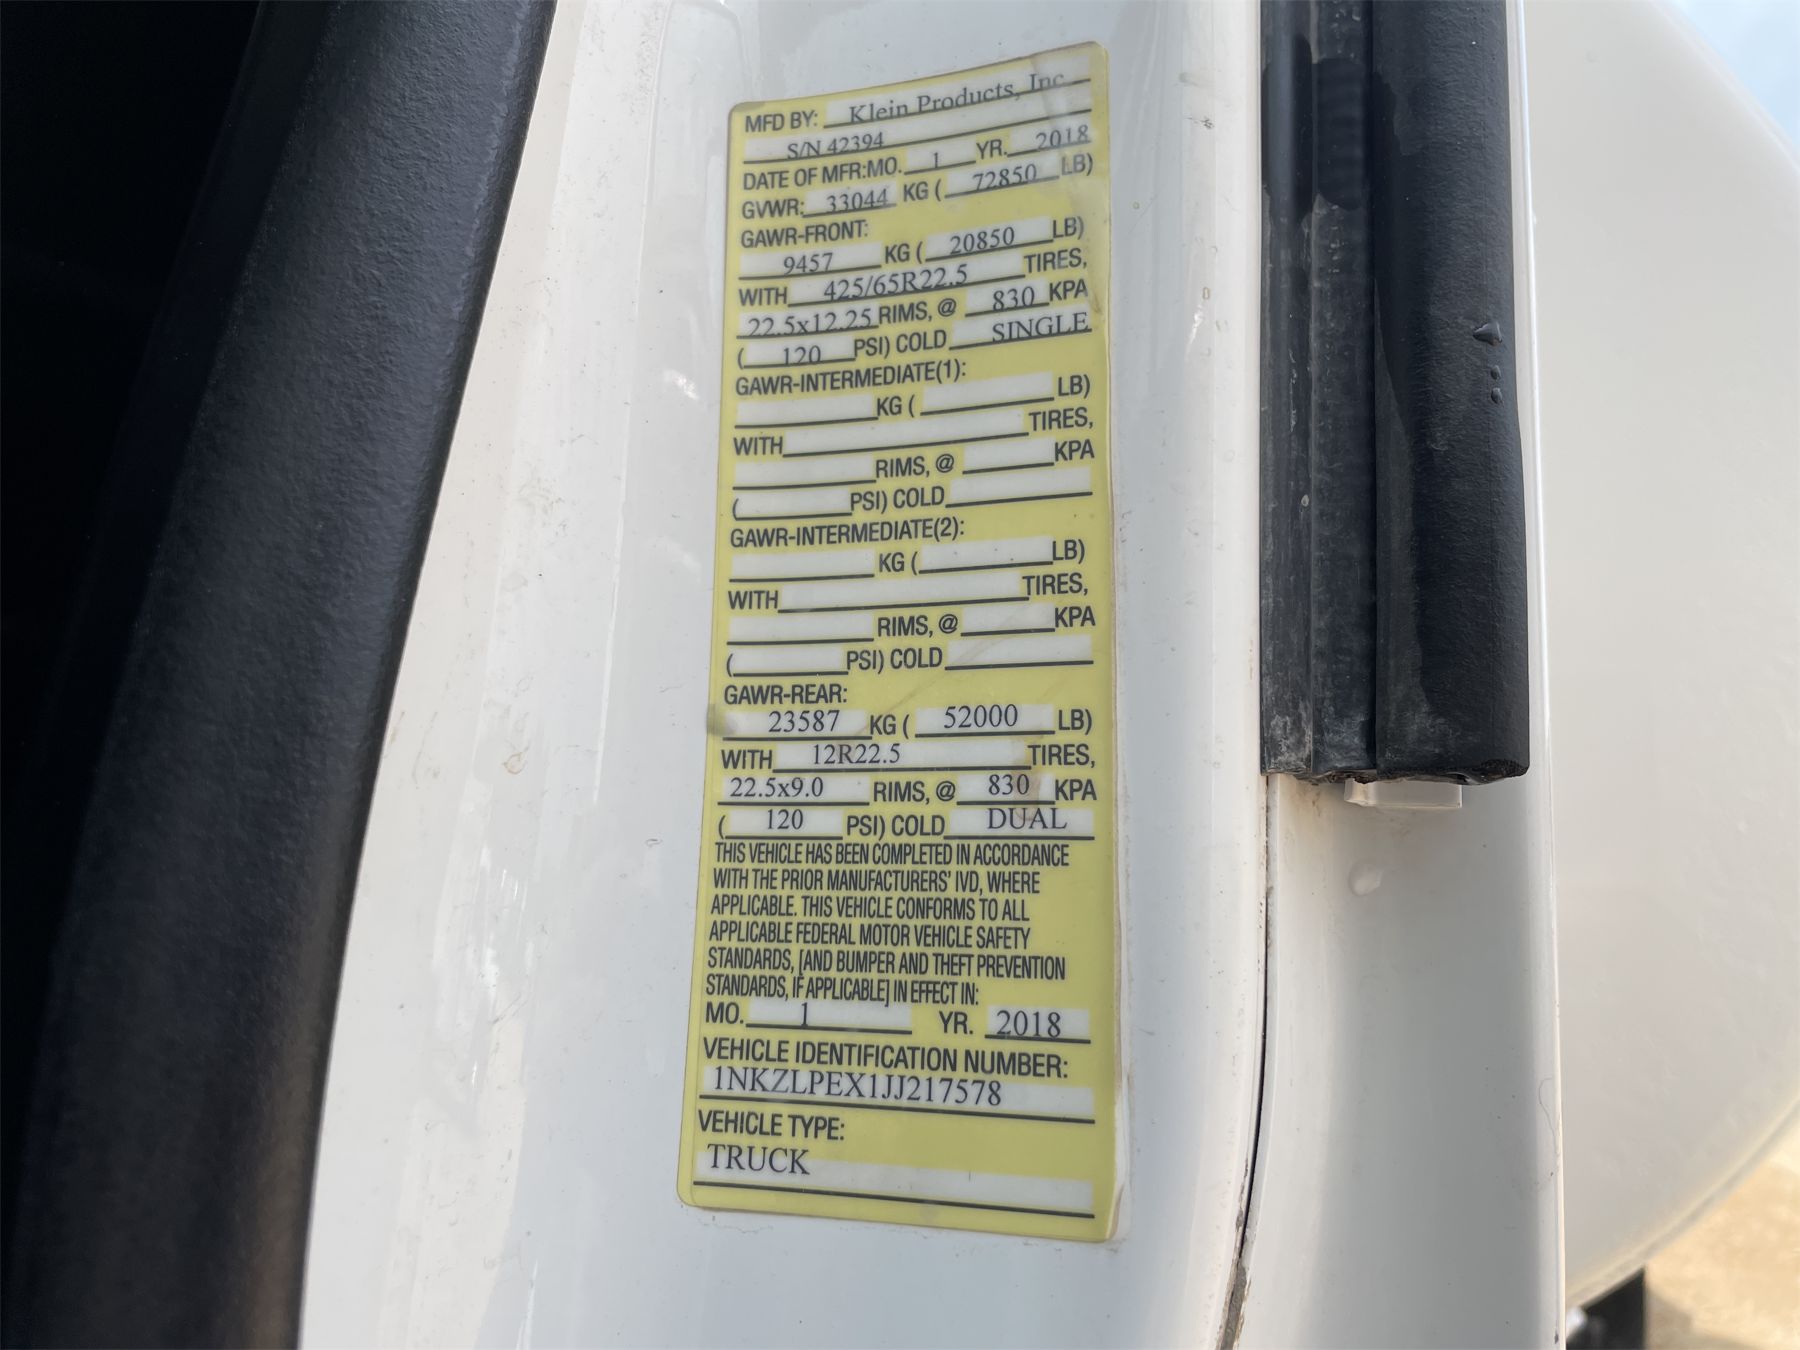 MFD BY: Klein Products, Inc
S/N 42394
DATE OF MFR:MO. 1 YR. 2018
GVWR: 33044 KG ( 72850 LB)
GAWR-FRONT:
9457 KG ( 20850 LB)
WITH 425/65R22.5 TIRES,
22.5x12.25 RIMS, @ 830 KPA
( 120 PSI) COLD SINGLE
GAWR-INTERMEDIATE(1):
KG ( LB)
WITH TIRES,
RIMS, @ KPA
( PSI) COLD
GAWR-INTERMEDIATE(2):
KG ( LB)
WITH TIRES,
RIMS, @ KPA
( PSI) COLD
GAWR-REAR:
23587 KG ( 52000 LB)
WITH 12R22.5 TIRES,
22.5x9.0 RIMS, @ 830 KPA
( 120 PSI) COLD DUAL
THIS VEHICLE HAS BEEN COMPLETED IN ACCORDANCE
WITH THE PRIOR MANUFACTURERS' IVD, WHERE
APPLICABLE. THIS VEHICLE CONFORMS TO ALL
APPLICABLE FEDERAL MOTOR VEHICLE SAFETY
STANDARDS, [AND BUMPER AND THEFT PREVENTION
STANDARDS, IF APPLICABLE] IN EFFECT IN:
MO. 1 YR. 2018
VEHICLE IDENTIFICATION NUMBER:
1NKZLPEX1JJ217578
VEHICLE TYPE:
TRUCK